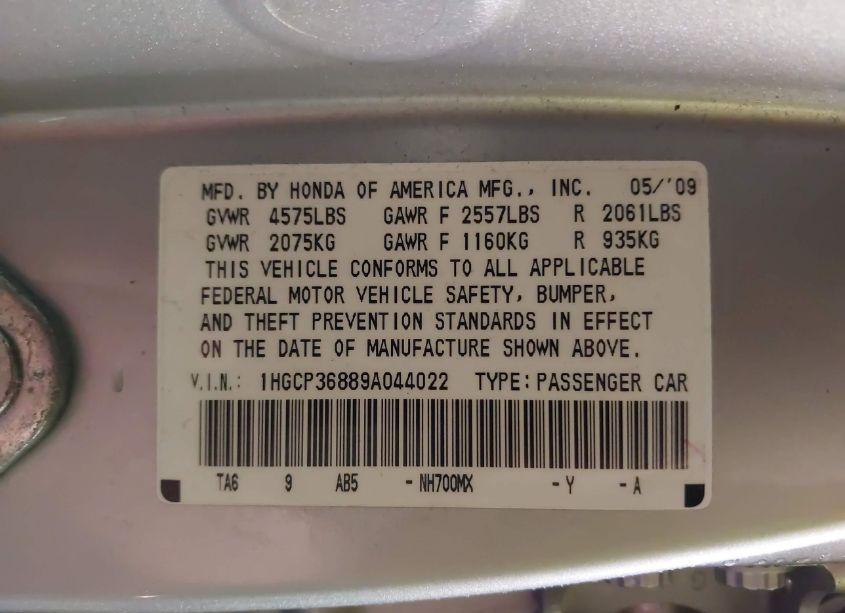 MFD. BY HONDA OF AMERICA MFG., INC. 05/'09
GVWR 4575LBS GAWR F 2557LBS R 2061LBS
GVWR 2075KG GAWR F 1160KG R 935KG
THIS VEHICLE CONFORMS TO ALL APPLICABLE
FEDERAL MOTOR VEHICLE SAFETY, BUMPER,
AND THEFT PREVENTION STANDARDS IN EFFECT
ON THE DATE OF MANUFACTURE SHOWN ABOVE.
V.I.N.: 1HGCP36889A044022 TYPE: PASSENGER CAR
TA6 9 AB5 - NH700MX - Y - A